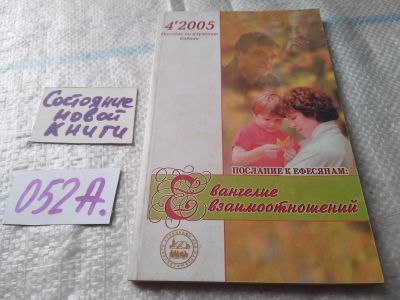 4'2005
Пособие по изучению
Библии
Состояние
новой
книги
052А.
ПОСЛАНИЕ К ЕФЕСЯНАМ:
Евангелие
взаимоотношений